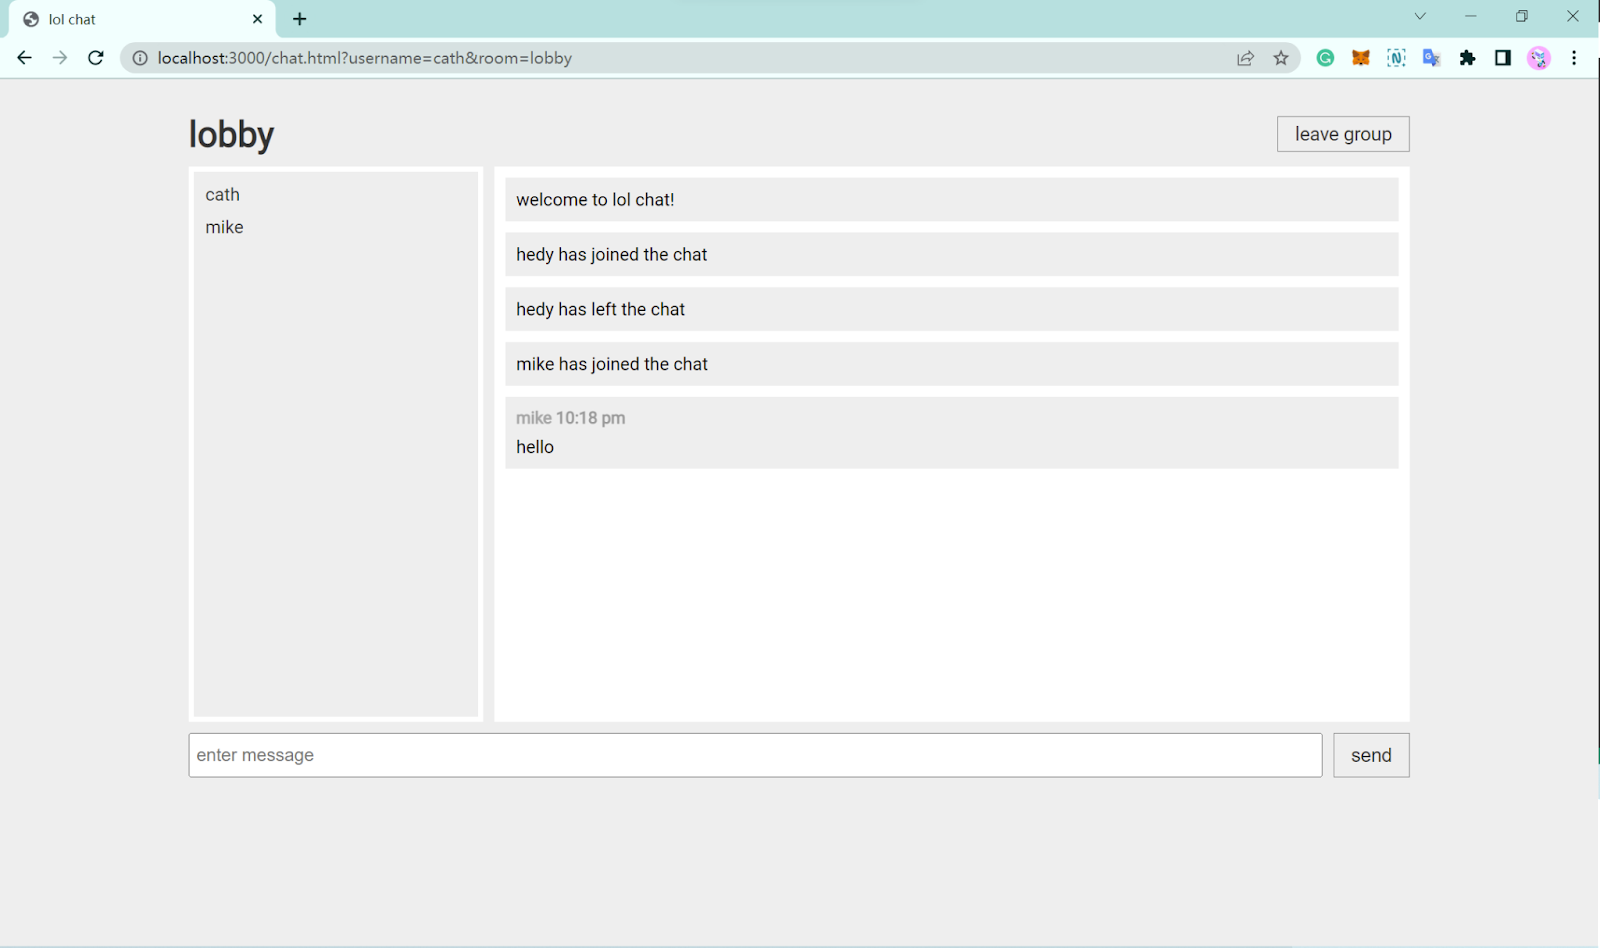 lol chat
localhost:3000/chat.html?username=cath&room=lobby
lobby
leave group
cath
mike
welcome to lol chat!
hedy has joined the chat
hedy has left the chat
mike has joined the chat
mike 10:18 pm
hello
enter message
send